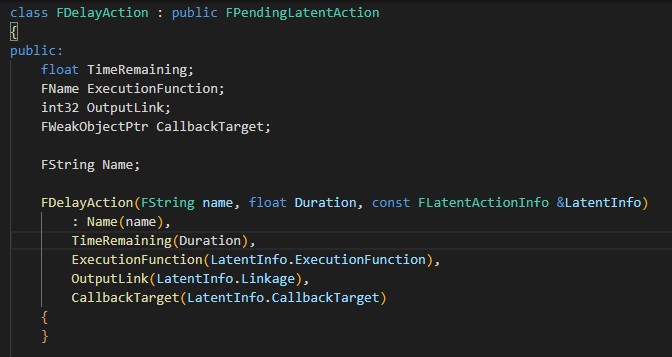 class FDelayAction : public FPendingLatentAction
{
public:
    float TimeRemaining;
    FName ExecutionFunction;
    int32 OutputLink;
    FWeakObjectPtr CallbackTarget;

    FString Name;

    FDelayAction(FString name, float Duration, const FLatentActionInfo &LatentInfo)
        : Name(name),
        TimeRemaining(Duration),
        ExecutionFunction(LatentInfo.ExecutionFunction),
        OutputLink(LatentInfo.Linkage),
        CallbackTarget(LatentInfo.CallbackTarget)
    {
    }